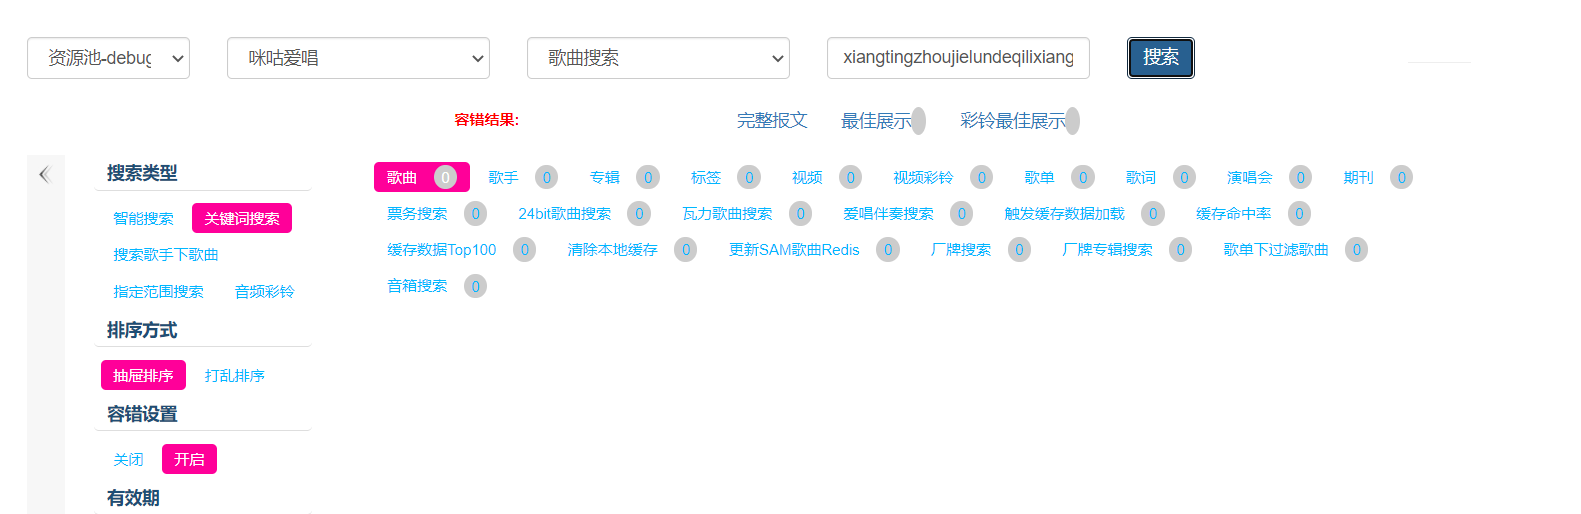 资源池-debug 咪咕爱唱 歌曲搜索 xiangtingzhoujielundeqilixiang 搜索
容错结果: 完整报文 最佳展示 彩铃最佳展示
搜索类型
智能搜索 关键词搜索
搜索歌手下歌曲
指定范围搜索 音频彩铃
排序方式
抽屉排序 打乱排序
容错设置
关闭 开启
有效期
歌曲 0 歌手 0 专辑 0 标签 0 视频 0 视频彩铃 0 歌单 0 歌词 0 演唱会 0 期刊 0
票务搜索 0 24bit歌曲搜索 0 瓦力歌曲搜索 0 爱唱伴奏搜索 0 触发缓存数据加载 0 缓存命中率 0
缓存数据Top100 0 清除本地缓存 0 更新SAM歌曲Redis 0 厂牌搜索 0 厂牌专辑搜索 0 歌单下过滤歌曲 0
音箱搜索 0